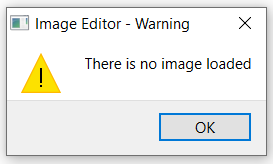 Image Editor - Warning
There is no image loaded
OK